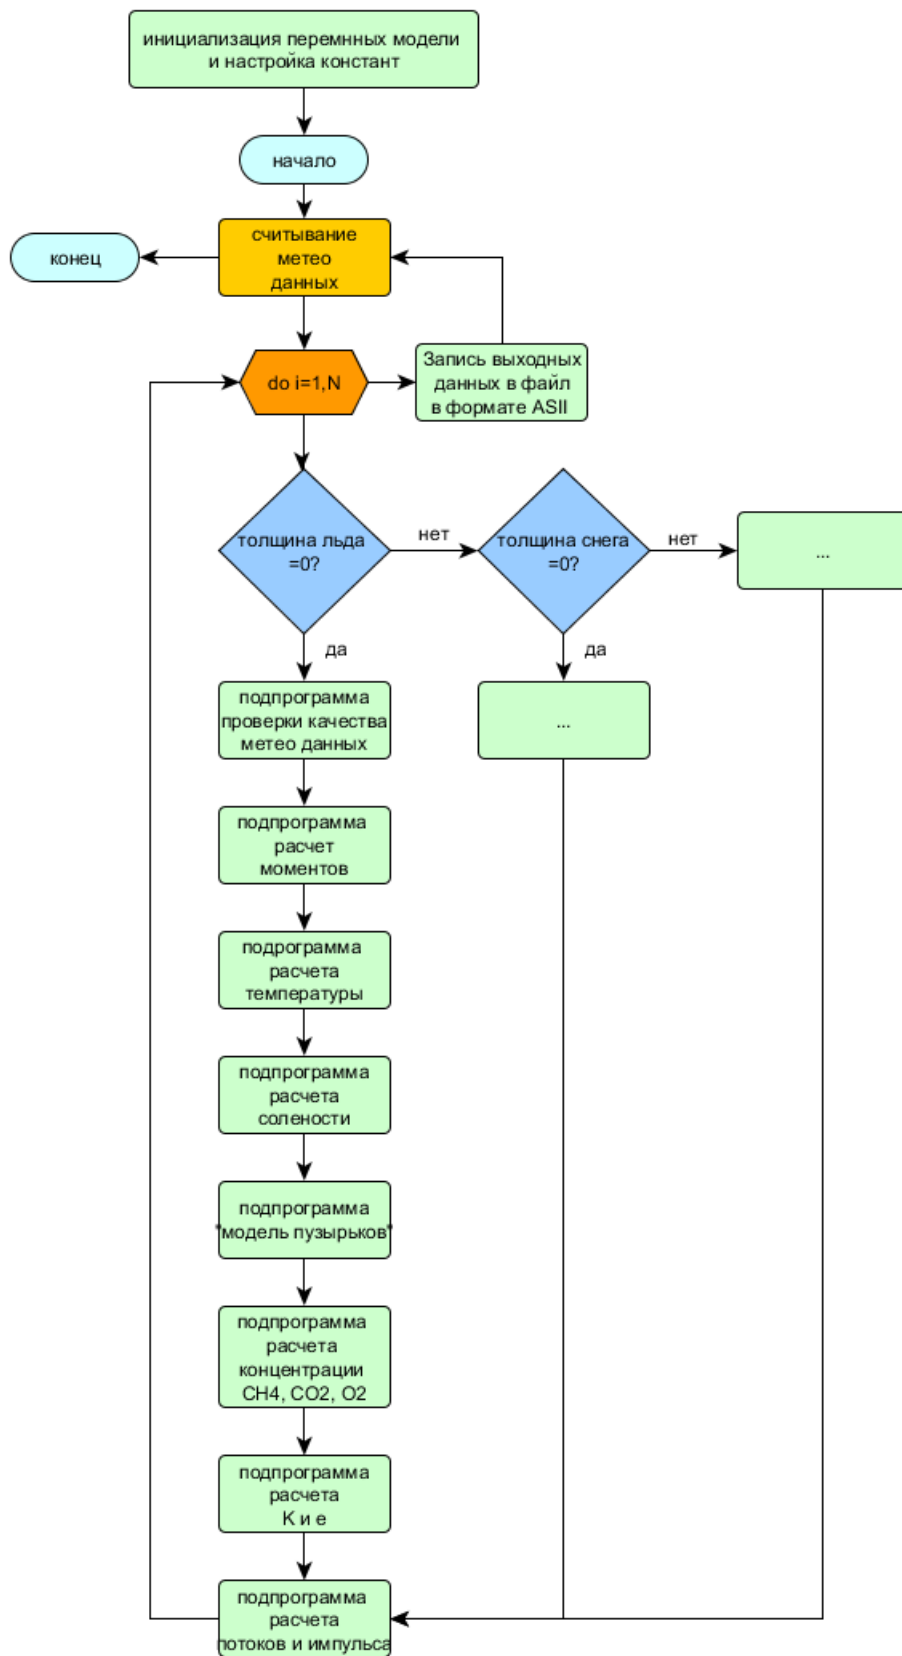 инициализация перемнных модели
и настройка констант
начало
считывание
метео
данных
конец
do i=1,N
Запись выходных
данных в файл
в формате ASII
толщина льда
=0?
нет
толщина снега
=0?
нет
...
да
да
подпрограмма
проверки качества
метео данных
...
подпрограмма
расчет
моментов
подрограмма
расчета
температуры
подпрограмма
расчета
солености
подпрограмма
"модель пузырьков"
подпрограмма
расчета
концентрации
CH4, CO2, O2
подпрограмма
расчета
К и е
подпрограмма
расчета
потоков и импульса